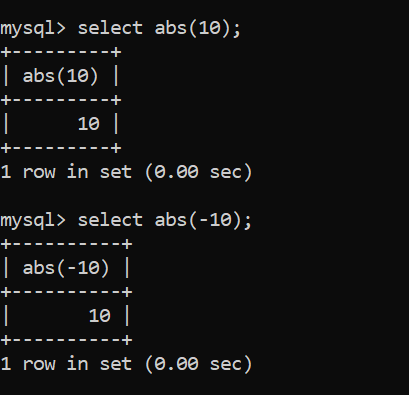 mysql> select abs(10);
+---------+
| abs(10) |
+---------+
|      10 |
+---------+
1 row in set (0.00 sec)

mysql> select abs(-10);
+----------+
| abs(-10) |
+----------+
|       10 |
+----------+
1 row in set (0.00 sec)